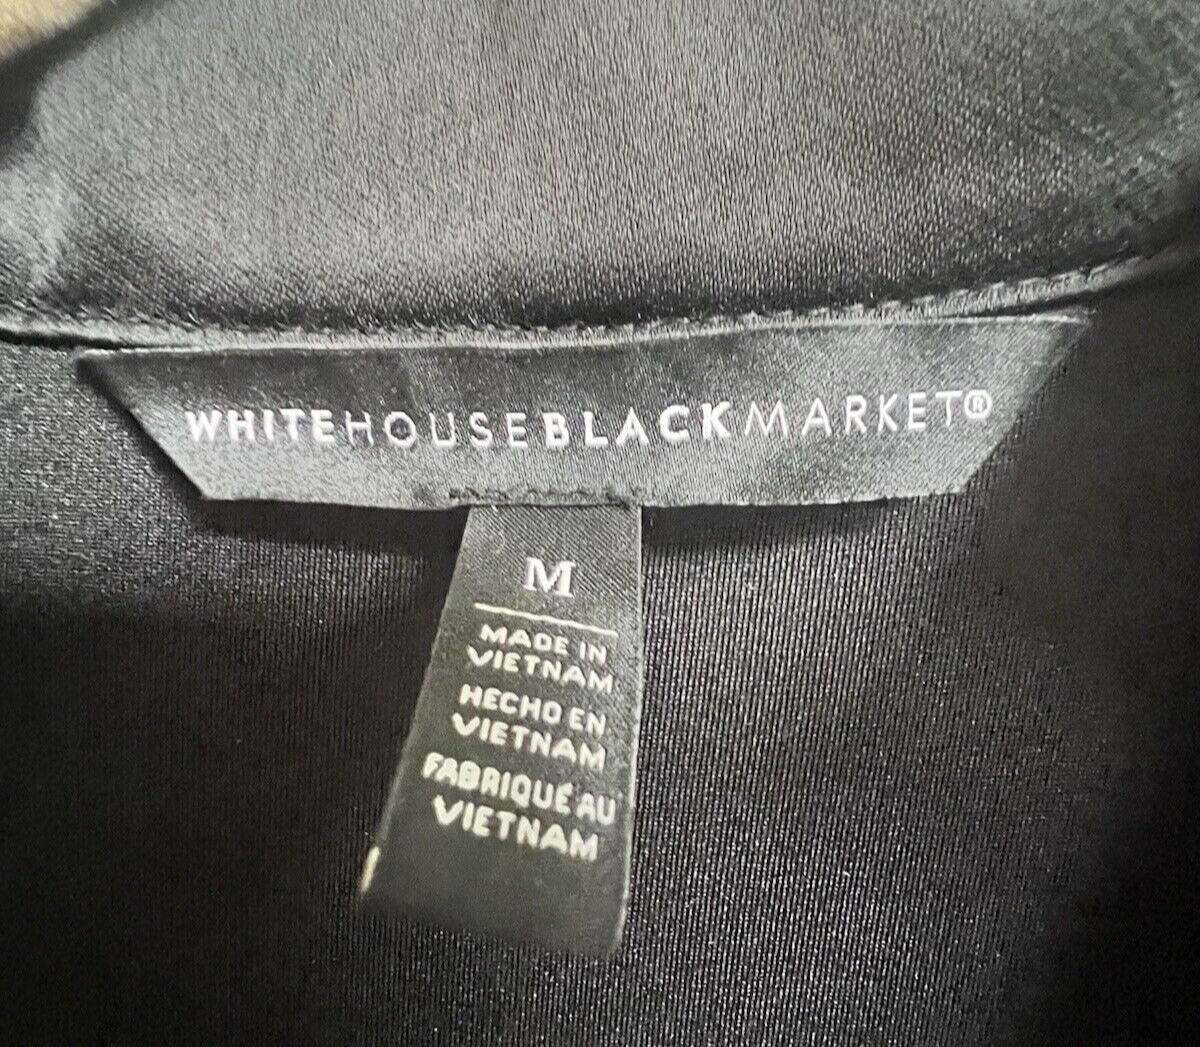 WHITEHOUSEBLACKMARKET®
M
MADE IN
VIETNAM
HECHO EN
VIETNAM
FABRIQUÉ AU
VIETNAM